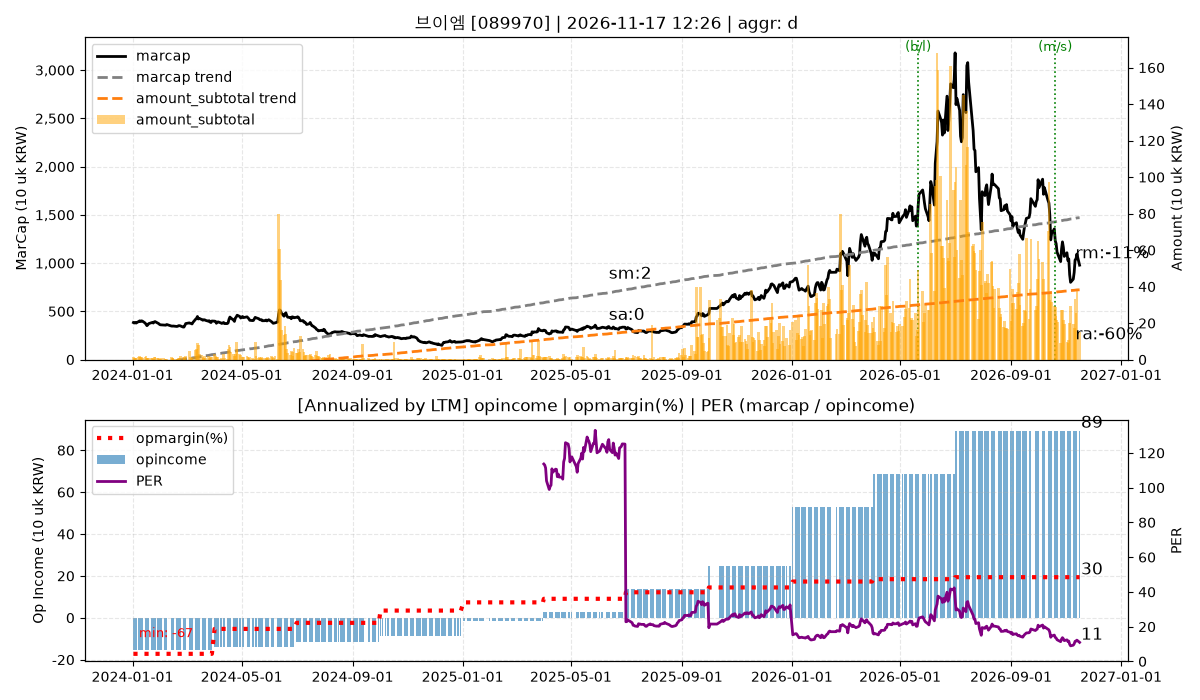 브이엠 [089970] | 2026-11-17 12:26 | aggr: d
(b/l)
(m/s)
marcap
marcap trend
amount_subtotal trend
amount_subtotal
MarCap (10 uk KRW)
3,000
2,500
2,000
1,500
1,000
500
0
160
140
120
100
80
60
40
20
0
Amount (10 uk KRW)
sm:2
sa:0
rm:-11%
ra:-60%
2024-01-01 2024-05-01 2024-09-01 2025-01-01 2025-05-01 2025-09-01 2026-01-01 2026-05-01 2026-09-01 2027-01-01
[Annualized by LTM] opincome | opmargin(%) | PER (marcap / opincome)
opmargin(%)
opincome
PER
Op Income (10 uk KRW)
80
60
40
20
0
-20
120
100
80
60
40
20
0
PER
89
30
11
min: -67
2024-01-01 2024-05-01 2024-09-01 2025-01-01 2025-05-01 2025-09-01 2026-01-01 2026-05-01 2026-09-01 2027-01-01